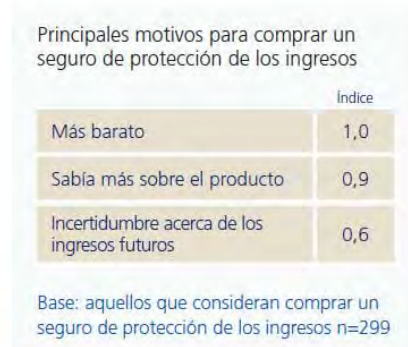 Principales motivos para comprar un
seguro de protección de los ingresos
Índice
Más barato 1,0
Sabía más sobre el producto 0,9
Incertidumbre acerca de los
ingresos futuros 0,6
Base: aquellos que consideran comprar un
seguro de protección de los ingresos n=299